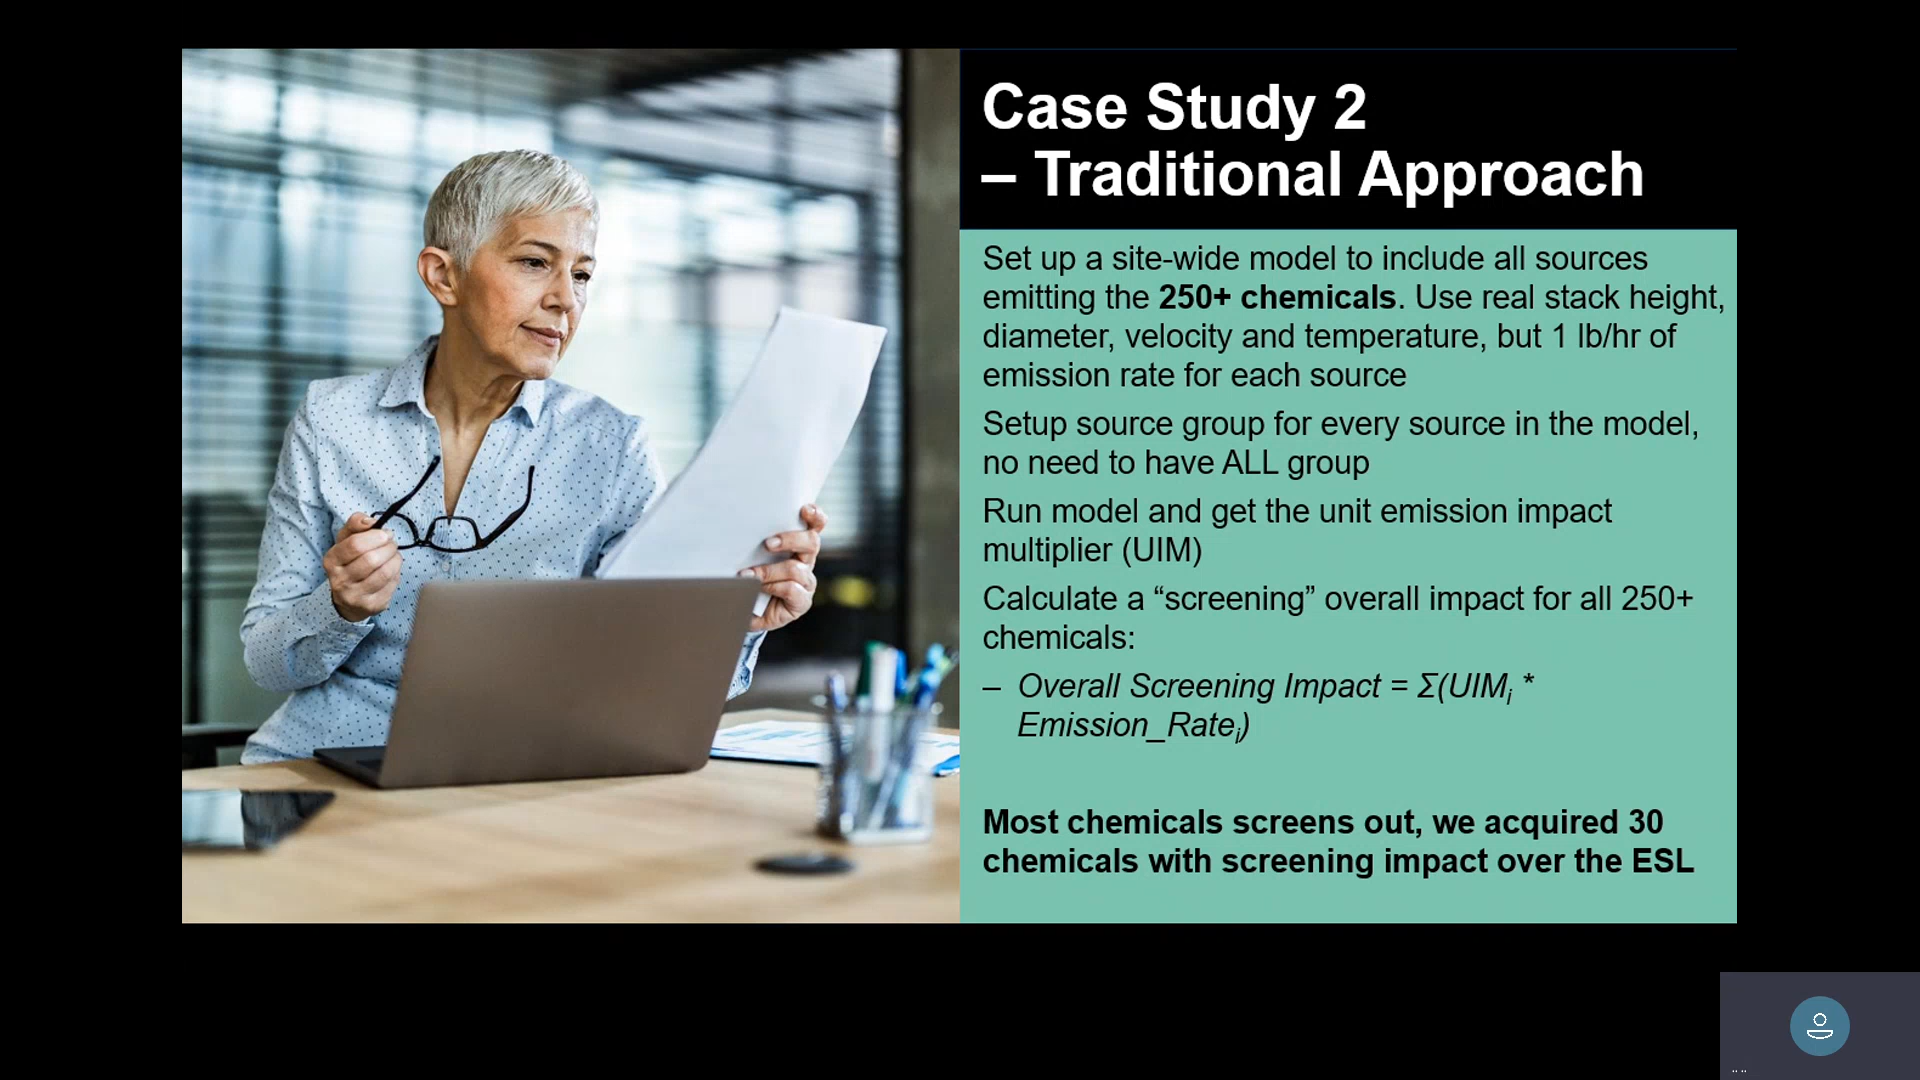 Case Study 2
– Traditional Approach
Set up a site-wide model to include all sources
emitting the 250+ chemicals. Use real stack height,
diameter, velocity and temperature, but 1 lb/hr of
emission rate for each source
Setup source group for every source in the model,
no need to have ALL group
Run model and get the unit emission impact
multiplier (UIM)
Calculate a “screening” overall impact for all 250+
chemicals:
– Overall Screening Impact = Σ(UIMi *
Emission_Ratei)
Most chemicals screens out, we acquired 30
chemicals with screening impact over the ESL